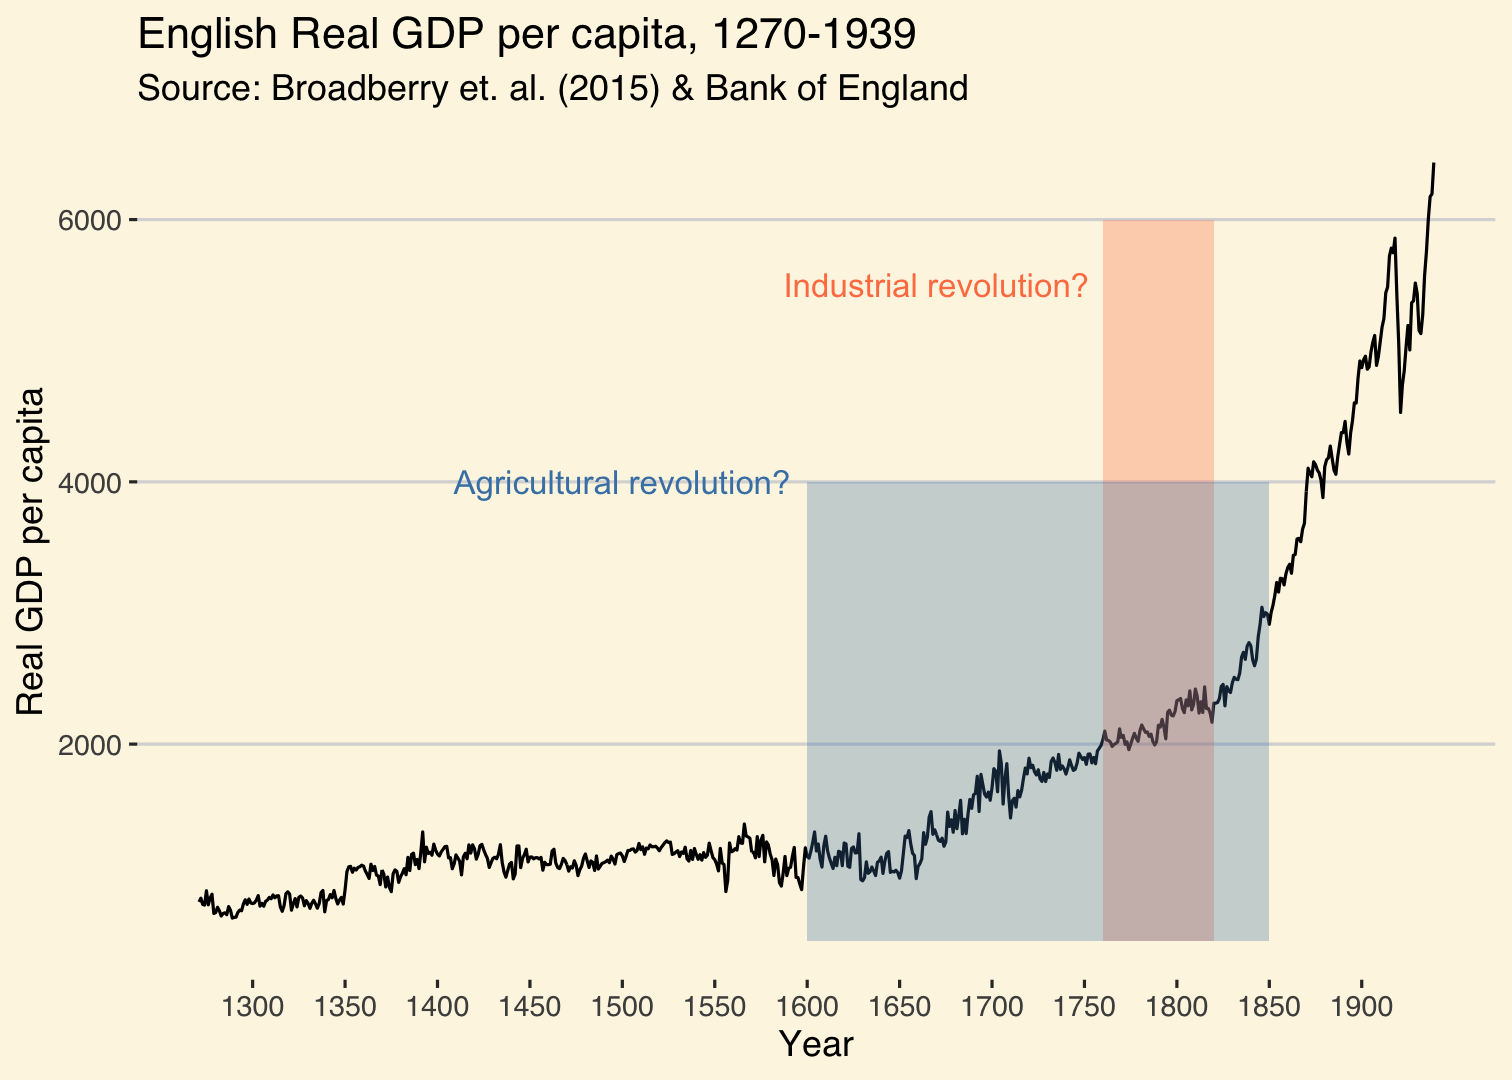 English Real GDP per capita, 1270-1939
Source: Broadberry et. al. (2015) & Bank of England
6000
Industrial revolution?
Real GDP per capita
4000
Agricultural revolution?
2000
1300 1350 1400 1450 1500 1550 1600 1650 1700 1750 1800 1850 1900
Year